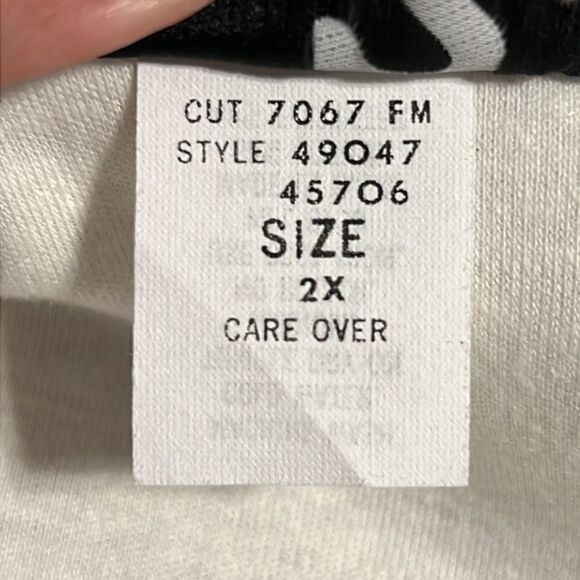 CUT 7067 FM
STYLE 49047
45706
SIZE
2X
CARE OVER